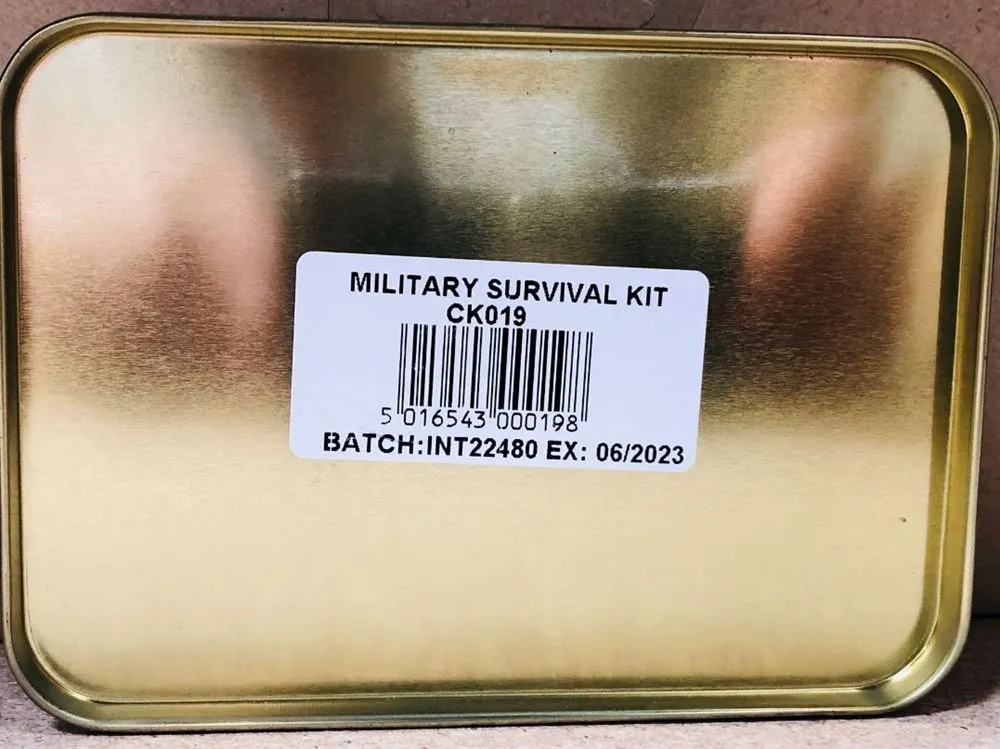 MILITARY SURVIVAL KIT
CK019
5 016543 000198
BATCH:INT22480 EX: 06/2023